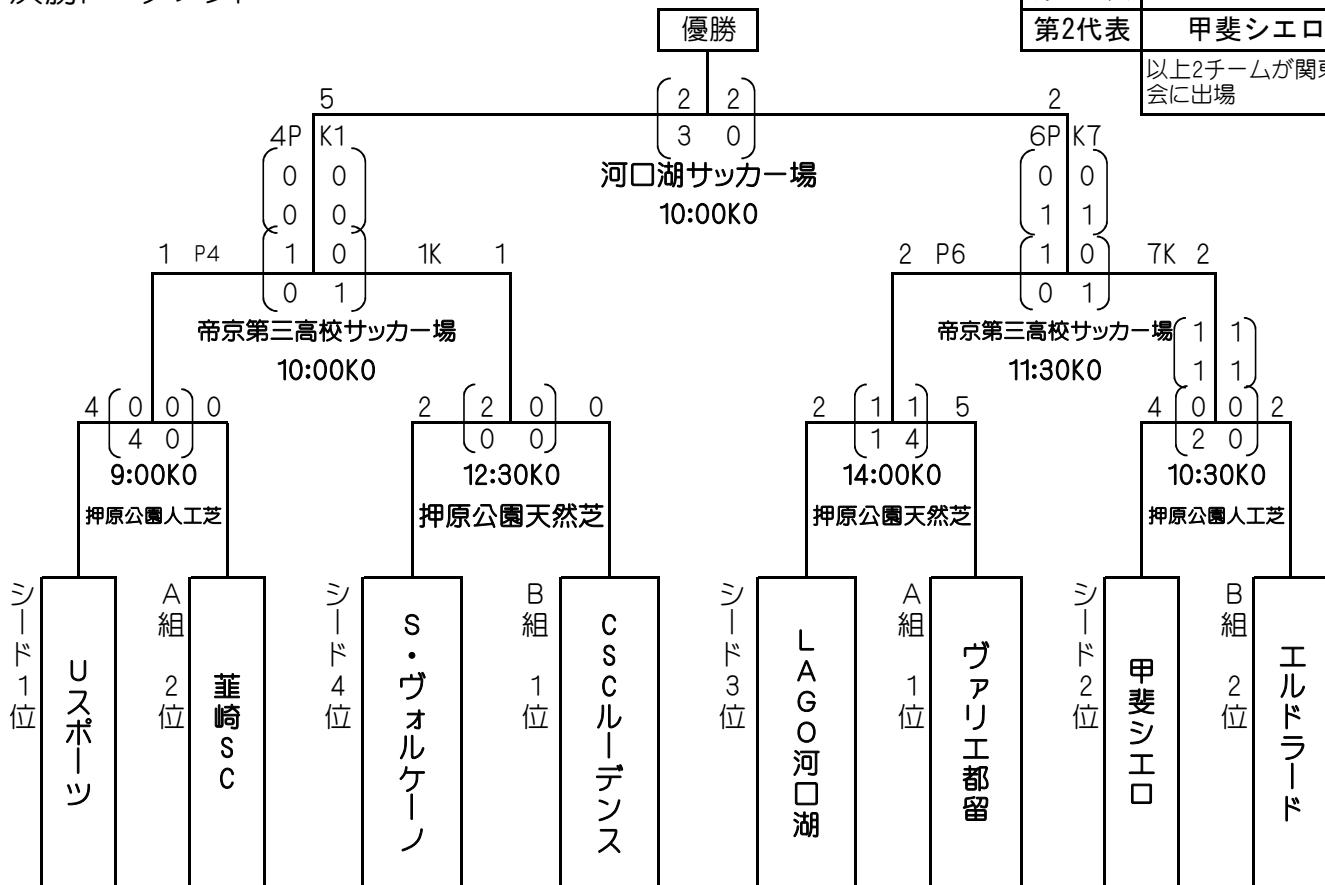 優勝
第2代表 甲斐シエロ
以上2チームが関東
会に出場
5 2 2 2
3 0
4P K1 6P K7
河口湖サッカー場
10:00KO
0 0 0 0
0 0 1 1
1 P4 1 0 1K 1 2 P6 1 0 7K 2
0 1 0 1
帝京第三高校サッカー場 帝京第三高校サッカー場 1 1
10:00KO 11:30KO 1 1
4 0 0 0 2 2 0 0 2 1 1 5 4 0 0 2
4 0 0 0 1 4 2 0
9:00KO 12:30KO 14:00KO 10:30KO
押原公園人工芝 押原公園天然芝 押原公園天然芝 押原公園人工芝
シード1位
Uスポーツ
A組 2位
韮崎SC
シード4位
S・ヴォルケーノ
B組 1位
CSCルーデンス
シード3位
LAGO河口湖
A組 1位
ヴァリエ都留
シード2位
甲斐シエロ
B組 2位
エルドラード